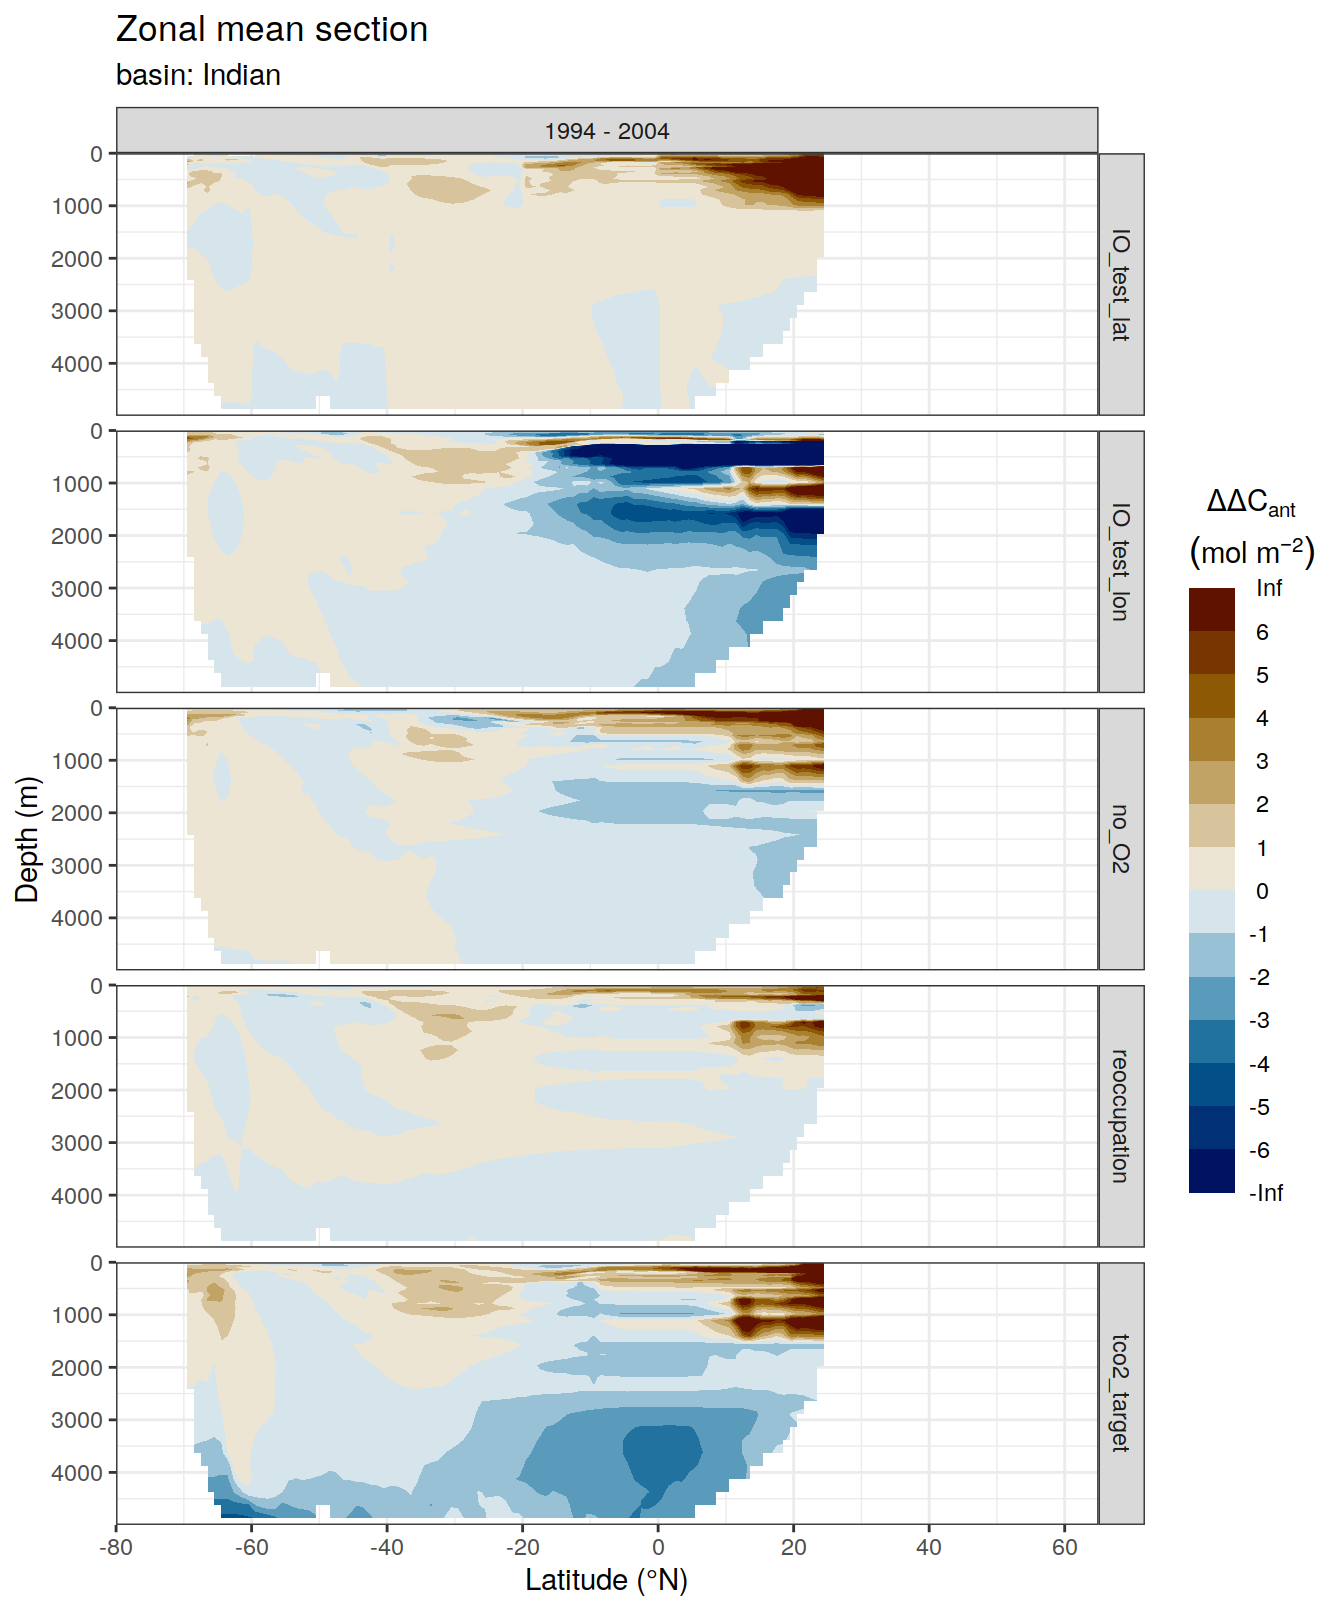 Zonal mean section
basin: Indian
1994 - 2004
0
1000
2000
3000
4000
IO_test_lat
0
1000
2000
3000
4000
IO_test_lon
0
1000
2000
3000
4000
no_O2
0
1000
2000
3000
4000
reoccupation
0
1000
2000
3000
4000
tco2_target
Depth (m)
-80 -60 -40 -20 0 20 40 60
Latitude (°N)
ΔΔCant
(mol m−2)
Inf
6
5
4
3
2
1
0
-1
-2
-3
-4
-5
-6
-Inf